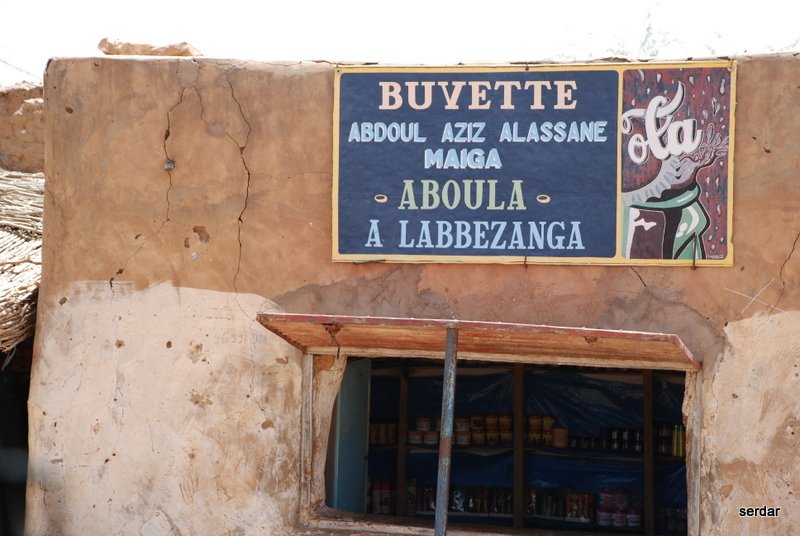 BUVETTE
ABDOUL AZIZ ALASSANE
MAIGA
- ABOULA -
A LABBEZANGA
ola
serdar